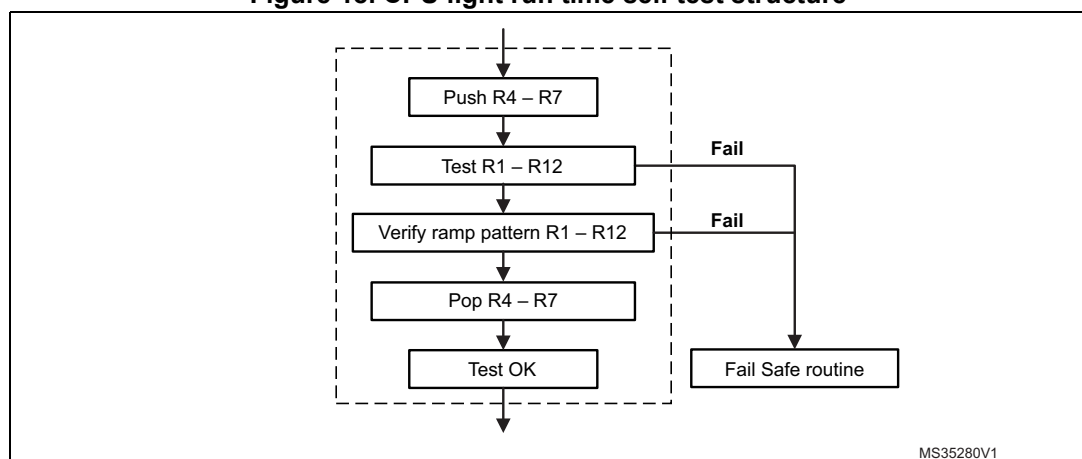 Push R4 – R7
Test R1 – R12
Fail
Verify ramp pattern R1 – R12
Fail
Pop R4 – R7
Test OK
Fail Safe routine
MS35280V1